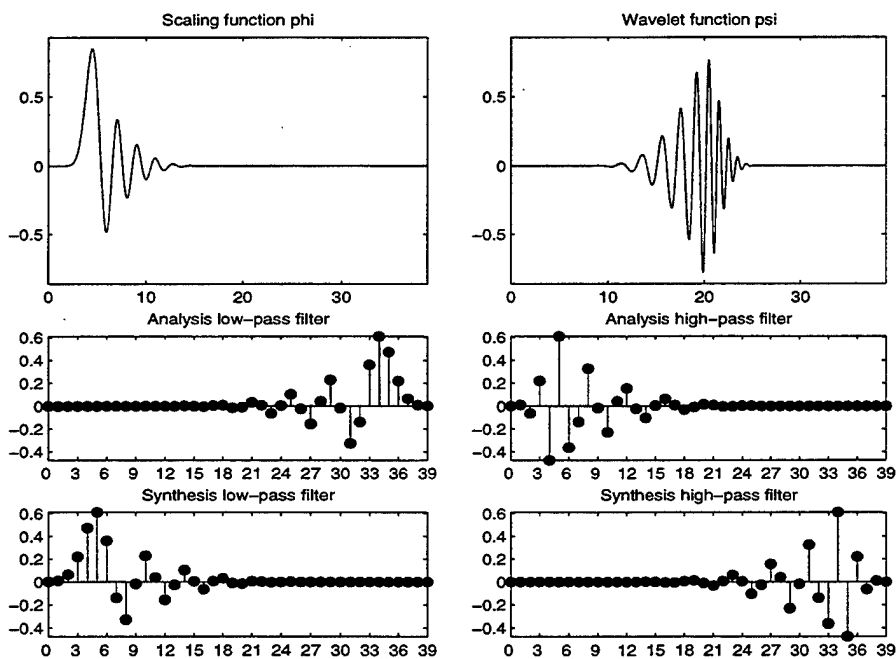 Scaling function phi
Wavelet function psi
0.5
0
−0.5
0 10 20 30
0.5
0
−0.5
0 10 20 30
Analysis low−pass filter
Analysis high−pass filter
0.6
0.4
0.2
0
−0.2
−0.4
0 3 6 9 12 15 18 21 24 27 30 33 36 39
0.6
0.4
0.2
0
−0.2
−0.4
0 3 6 9 12 15 18 21 24 27 30 33 36 39
Synthesis low−pass filter
Synthesis high−pass filter
0.6
0.4
0.2
0
−0.2
−0.4
0 3 6 9 12 15 18 21 24 27 30 33 36 39
0.6
0.4
0.2
0
−0.2
−0.4
0 3 6 9 12 15 18 21 24 27 30 33 36 39